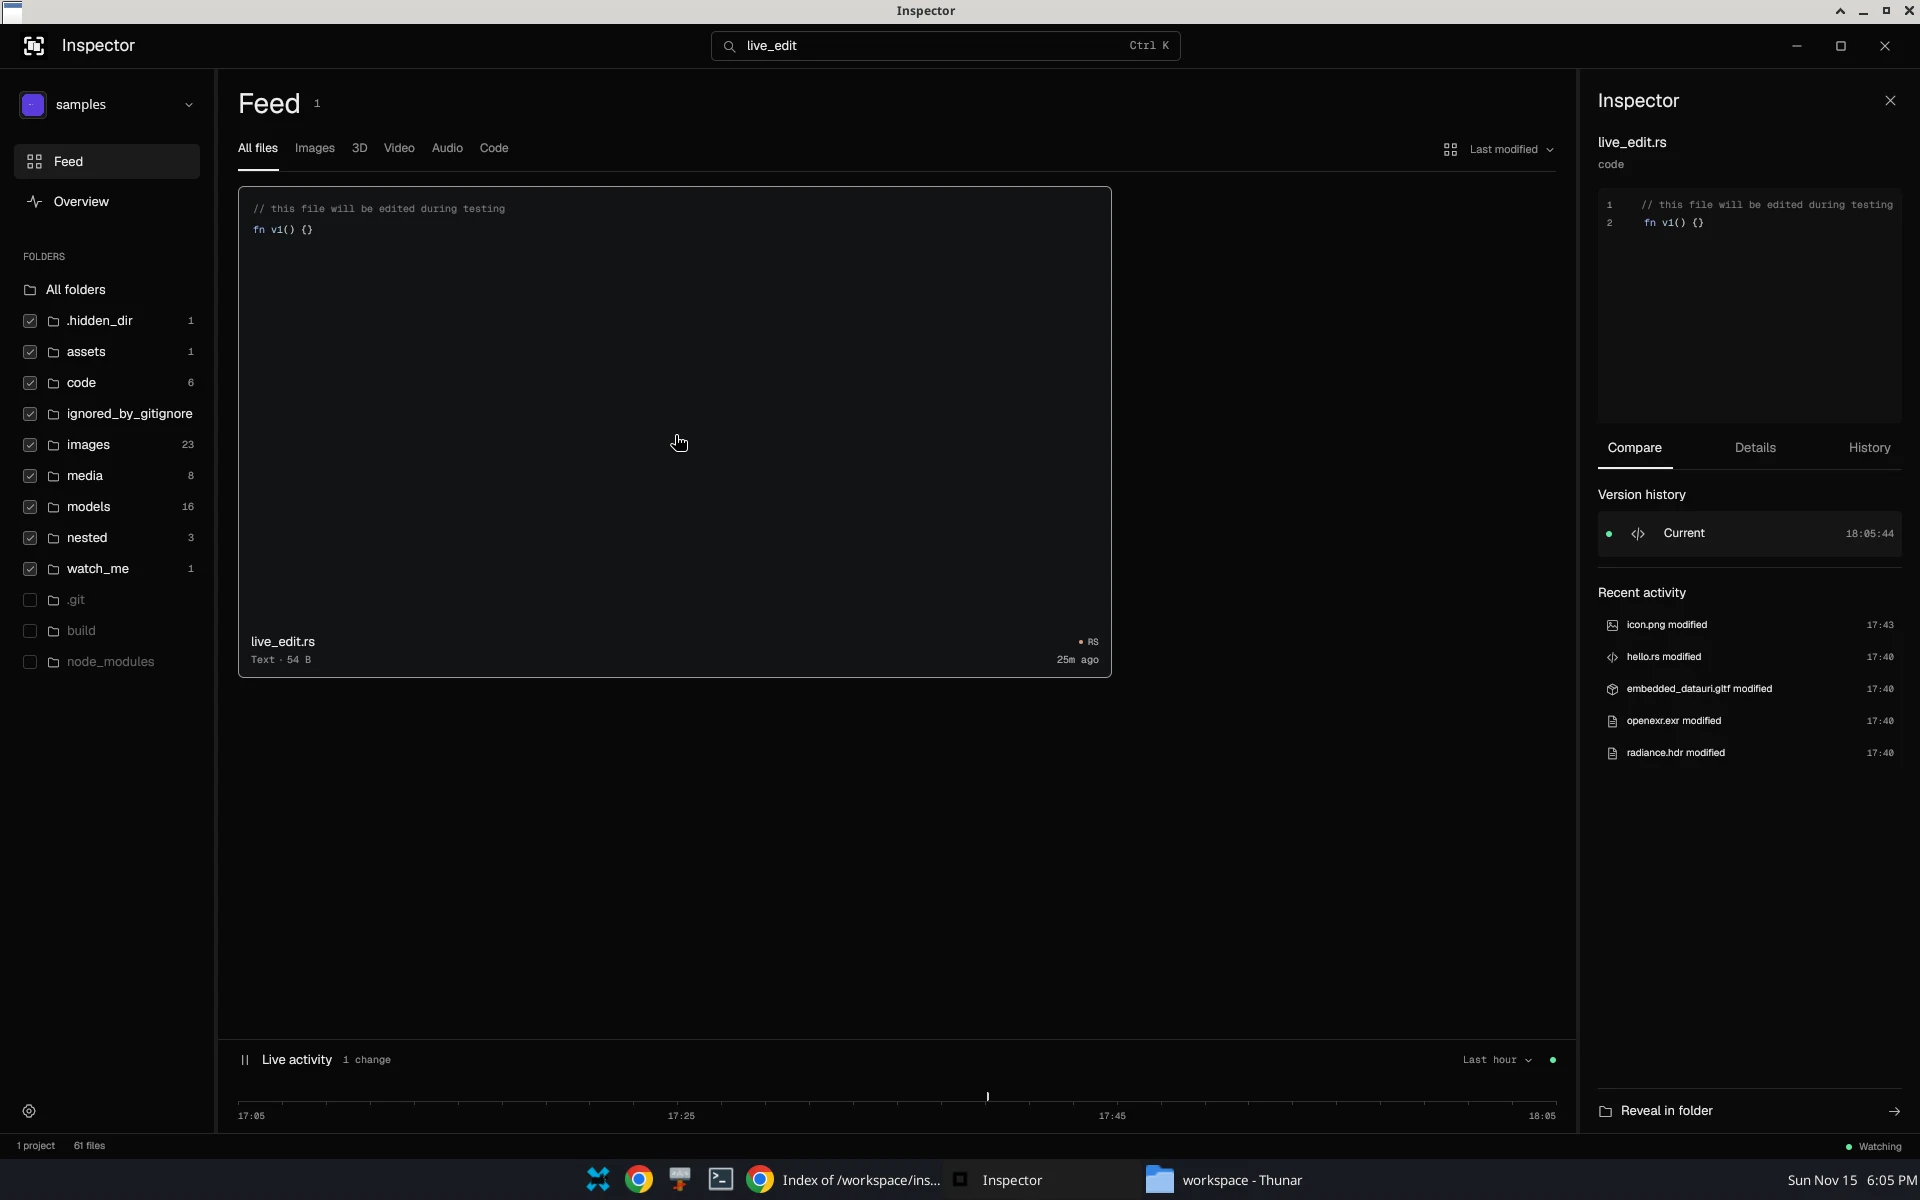 Inspector
Inspector
live_edit
Ctrl K
samples
Feed
Overview
FOLDERS
All folders
.hidden_dir 1
assets 1
code 6
ignored_by_gitignore
images 23
media 8
models 16
nested 3
watch_me 1
.git
build
node_modules
Feed 1
All files Images 3D Video Audio Code
Last modified
// this file will be edited during testing
fn v1() {}
live_edit.rs
RS
Text · 54 B
25m ago
Live activity 1 change
Last hour
17:05 17:25 17:45 18:05
Inspector
live_edit.rs
code
1 // this file will be edited during testing
2 fn v1() {}
Compare Details History
Version history
Current 18:05:44
Recent activity
icon.png modified 17:43
hello.rs modified 17:40
embedded_datauri.gltf modified 17:40
openexr.exr modified 17:40
radiance.hdr modified 17:40
Reveal in folder
1 project 61 files
Watching
Index of /workspace/ins...
Inspector
workspace - Thunar
Sun Nov 15 6:05 PM